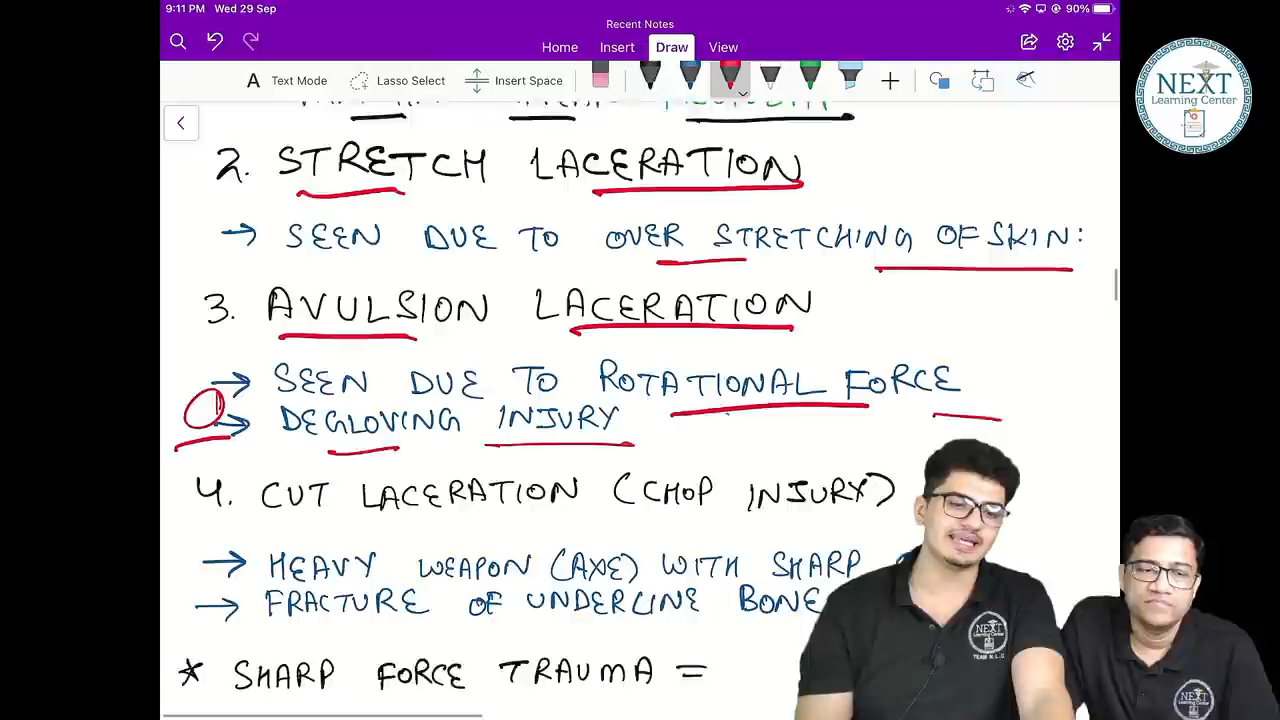 9:11 PM Wed 29 Sep
90%
Recent Notes
Home Insert Draw View
Text Mode Lasso Select Insert Space
NEXT
Learning Center
2. STRETCH LACERATION
→ SEEN DUE TO OVER STRETCHING OF SKIN:
3. AVULSION LACERATION
→ SEEN DUE TO ROTATIONAL FORCE
→ DEGLOVING INJURY
4. CUT LACERATION (CHOP INJURY)
→ HEAVY WEAPON (AXE) WITH SHARP
→ FRACTURE OF UNDERLINE BONE
* SHARP FORCE TRAUMA =
NEXT
TEAM N.L.C
NEXT